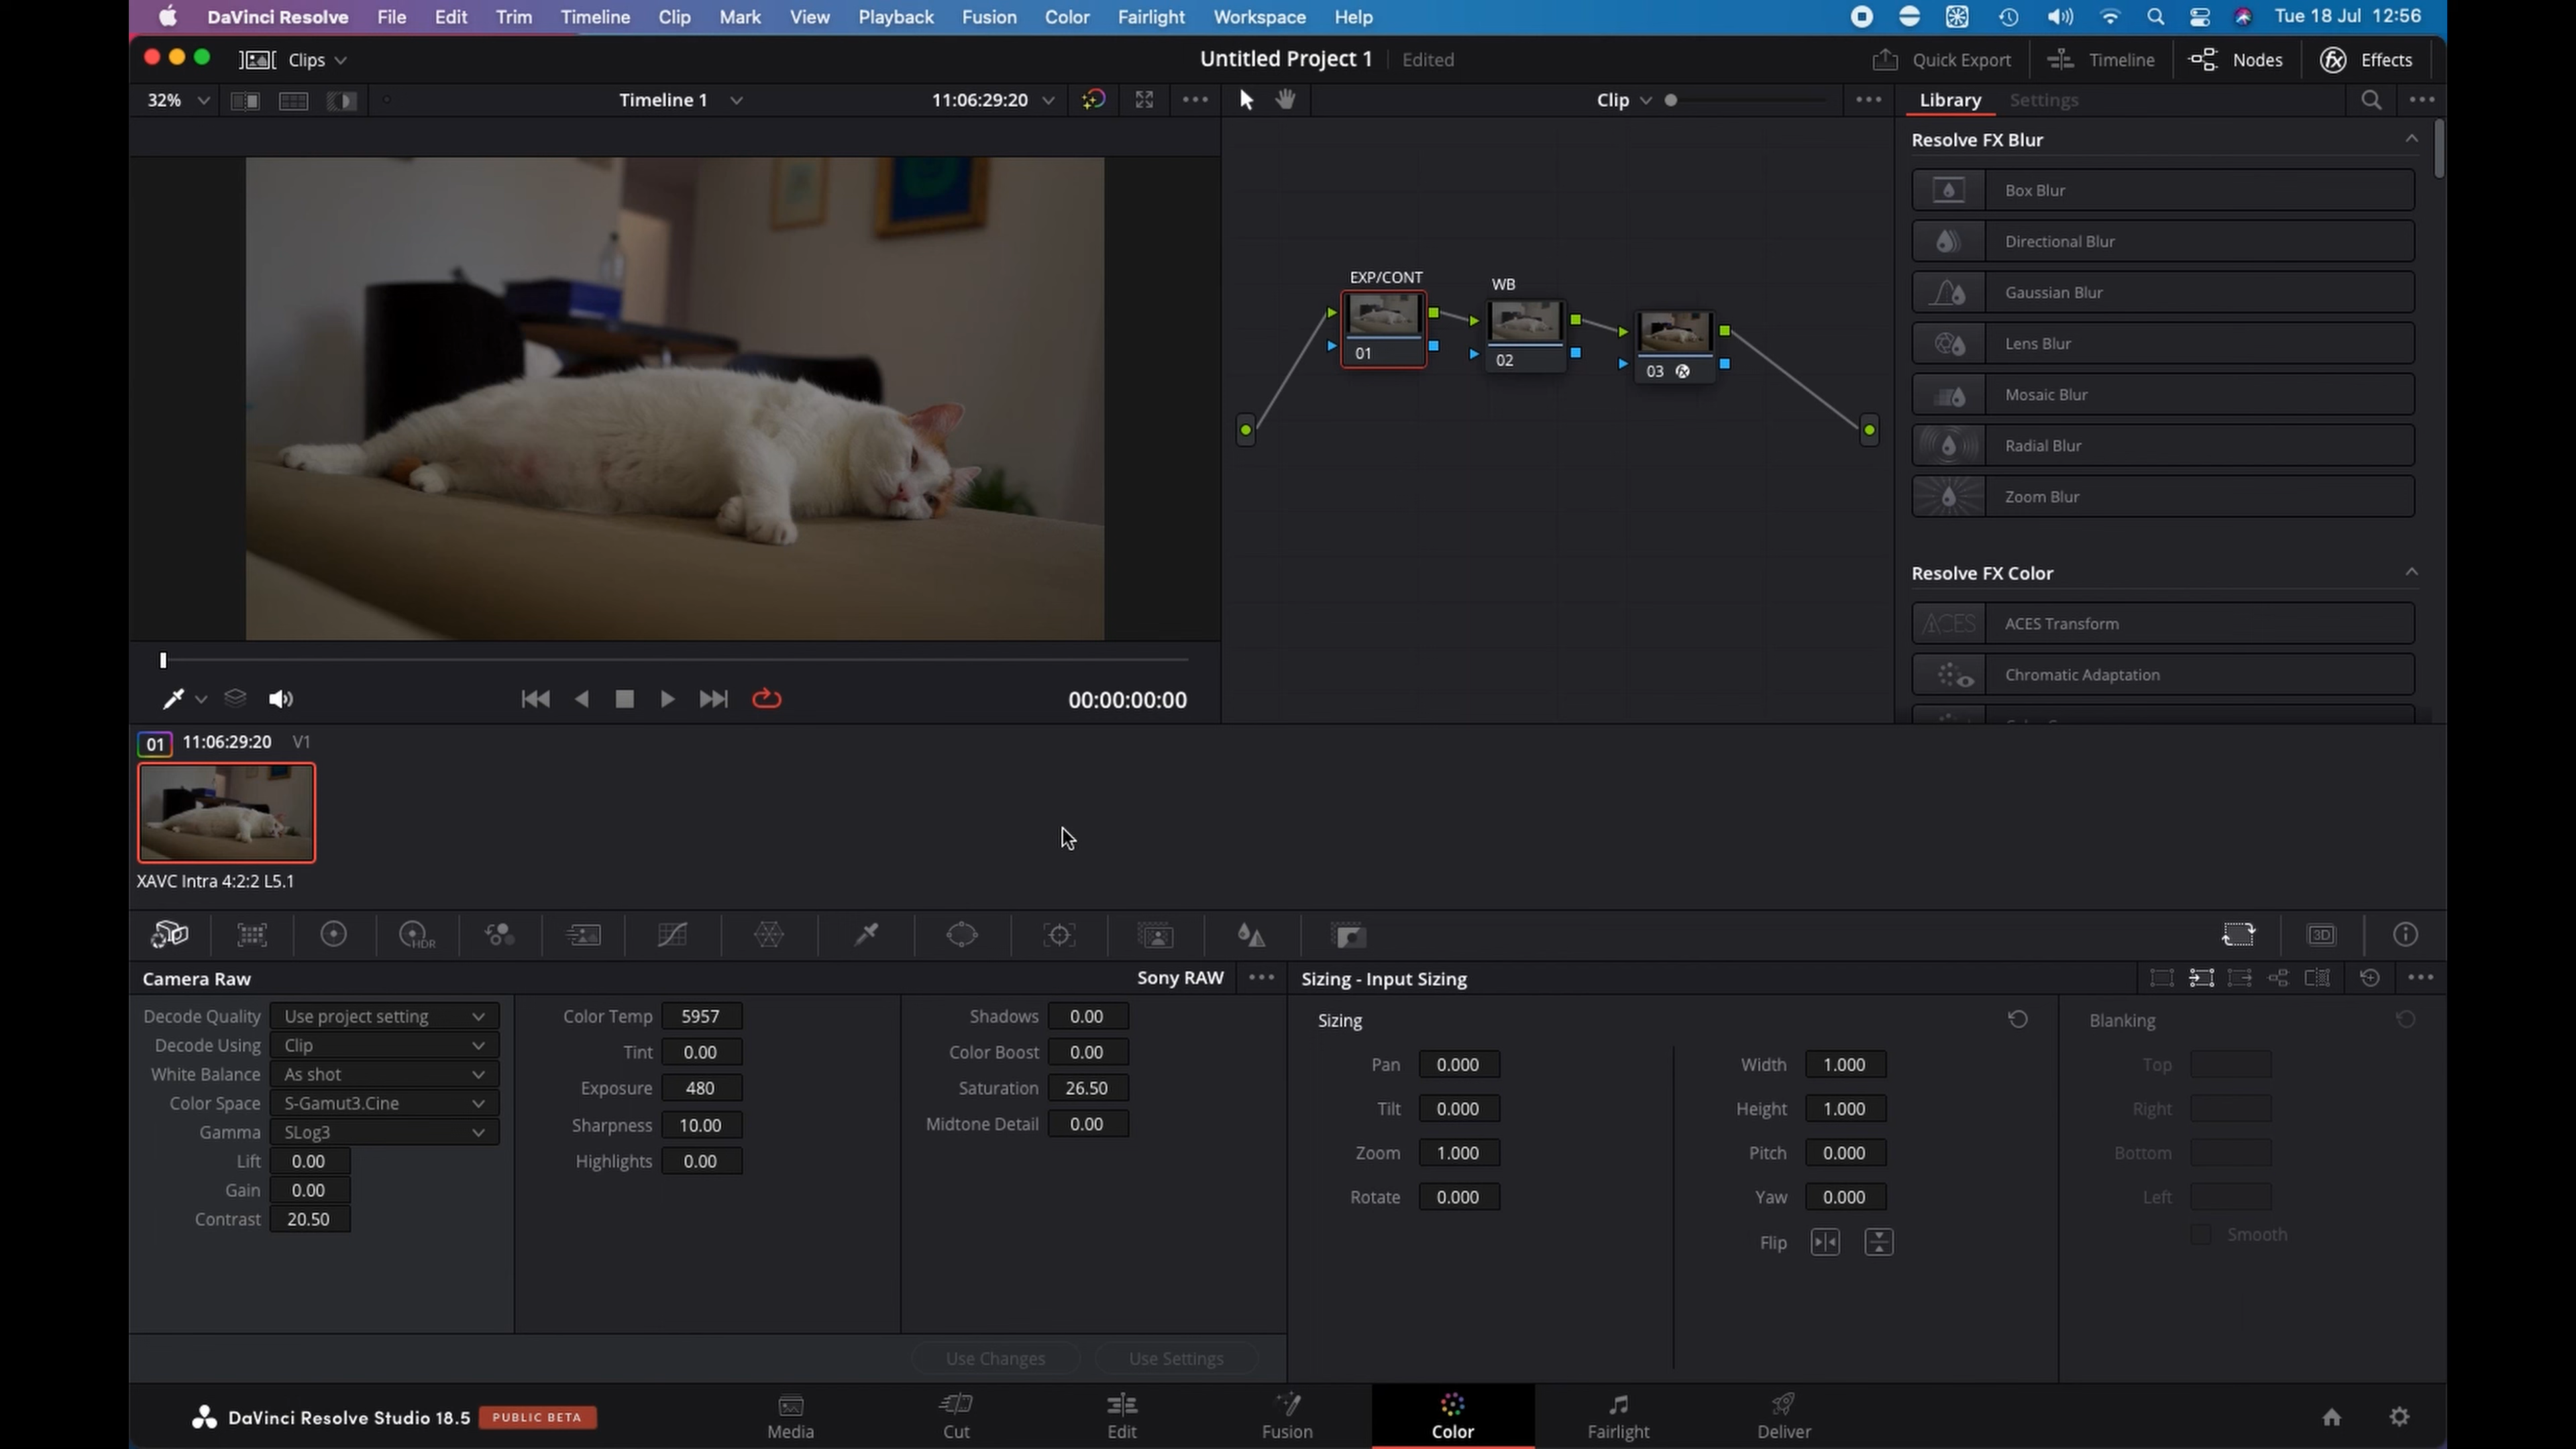 DaVinci Resolve File Edit Trim Timeline Clip Mark View Playback Fusion Color Fairlight Workspace Help Tue 18 Jul 12:56
Clips Untitled Project 1 Edited Quick Export Timeline Nodes Effects
32% Timeline 1 11:06:29:20 Clip Library Settings
Resolve FX Blur
Box Blur
Directional Blur
Gaussian Blur
Lens Blur
Mosaic Blur
Radial Blur
Zoom Blur
Resolve FX Color
ACES Transform
Chromatic Adaptation
EXP/CONT WB
01 02 03
00:00:00:00
01 11:06:29:20 V1
XAVC Intra 4:2:2 L5.1
HDR 3D
Camera Raw Sony RAW Sizing - Input Sizing
Decode Quality Use project setting
Decode Using Clip
White Balance As shot
Color Space S-Gamut3.Cine
Gamma SLog3
Lift 0.00
Gain 0.00
Contrast 20.50
Color Temp 5957
Tint 0.00
Exposure 480
Sharpness 10.00
Highlights 0.00
Shadows 0.00
Color Boost 0.00
Saturation 26.50
Midtone Detail 0.00
Use Changes Use Settings
Sizing
Pan 0.000
Tilt 0.000
Zoom 1.000
Rotate 0.000
Width 1.000
Height 1.000
Pitch 0.000
Yaw 0.000
Flip
Blanking
Top
Right
Bottom
Left
Smooth
DaVinci Resolve Studio 18.5 PUBLIC BETA
Media Cut Edit Fusion Color Fairlight Deliver